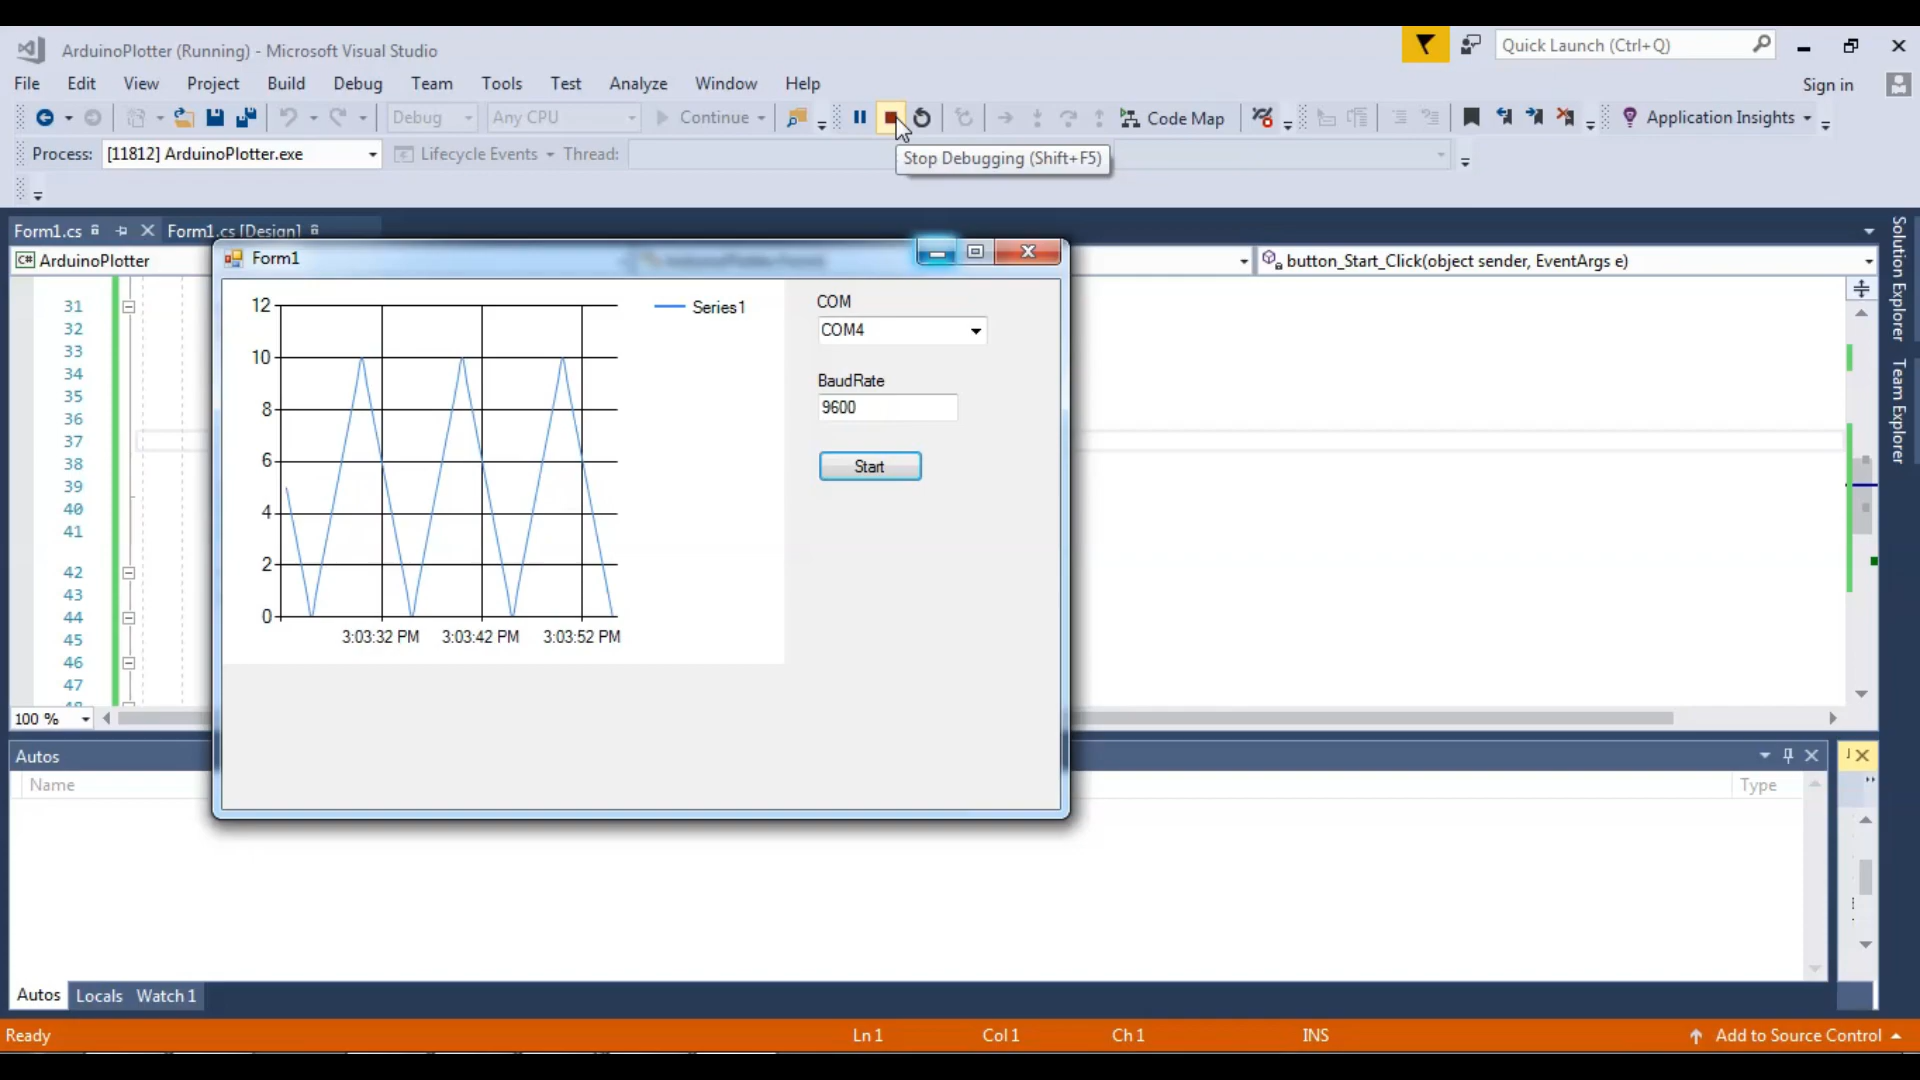 ArduinoPlotter (Running) - Microsoft Visual Studio
Quick Launch (Ctrl+Q)
File Edit View Project Build Debug Team Tools Test Analyze Window Help
Sign in
Debug Any CPU Continue Code Map Application Insights
Process: [11812] ArduinoPlotter.exe Lifecycle Events Thread:
Stop Debugging (Shift+F5)
Form1.cs Form1.cs [Design]
ArduinoPlotter
button_Start_Click(object sender, EventArgs e)
Form1
Solution Explorer
Team Explorer
31
32
33
34
35
36
37
38
39
40
41
42
43
44
45
46
47
12
10
8
6
4
2
0
3:03:32 PM 3:03:42 PM 3:03:52 PM
Series1
COM
COM4
BaudRate
9600
Start
100 %
Autos
Name
Type
Autos Locals Watch 1
Ready
Ln 1
Col 1
Ch 1
INS
Add to Source Control